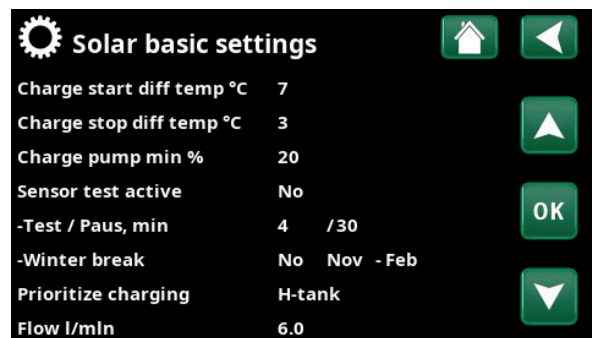 Solar basic settings
Charge start diff temp °C 7
Charge stop diff temp °C 3
Charge pump min % 20
Sensor test active No
-Test / Paus, min 4 /30
OK
-Winter break No Nov - Feb
Prioritize charging H-tank
Flow l/mln 6.0